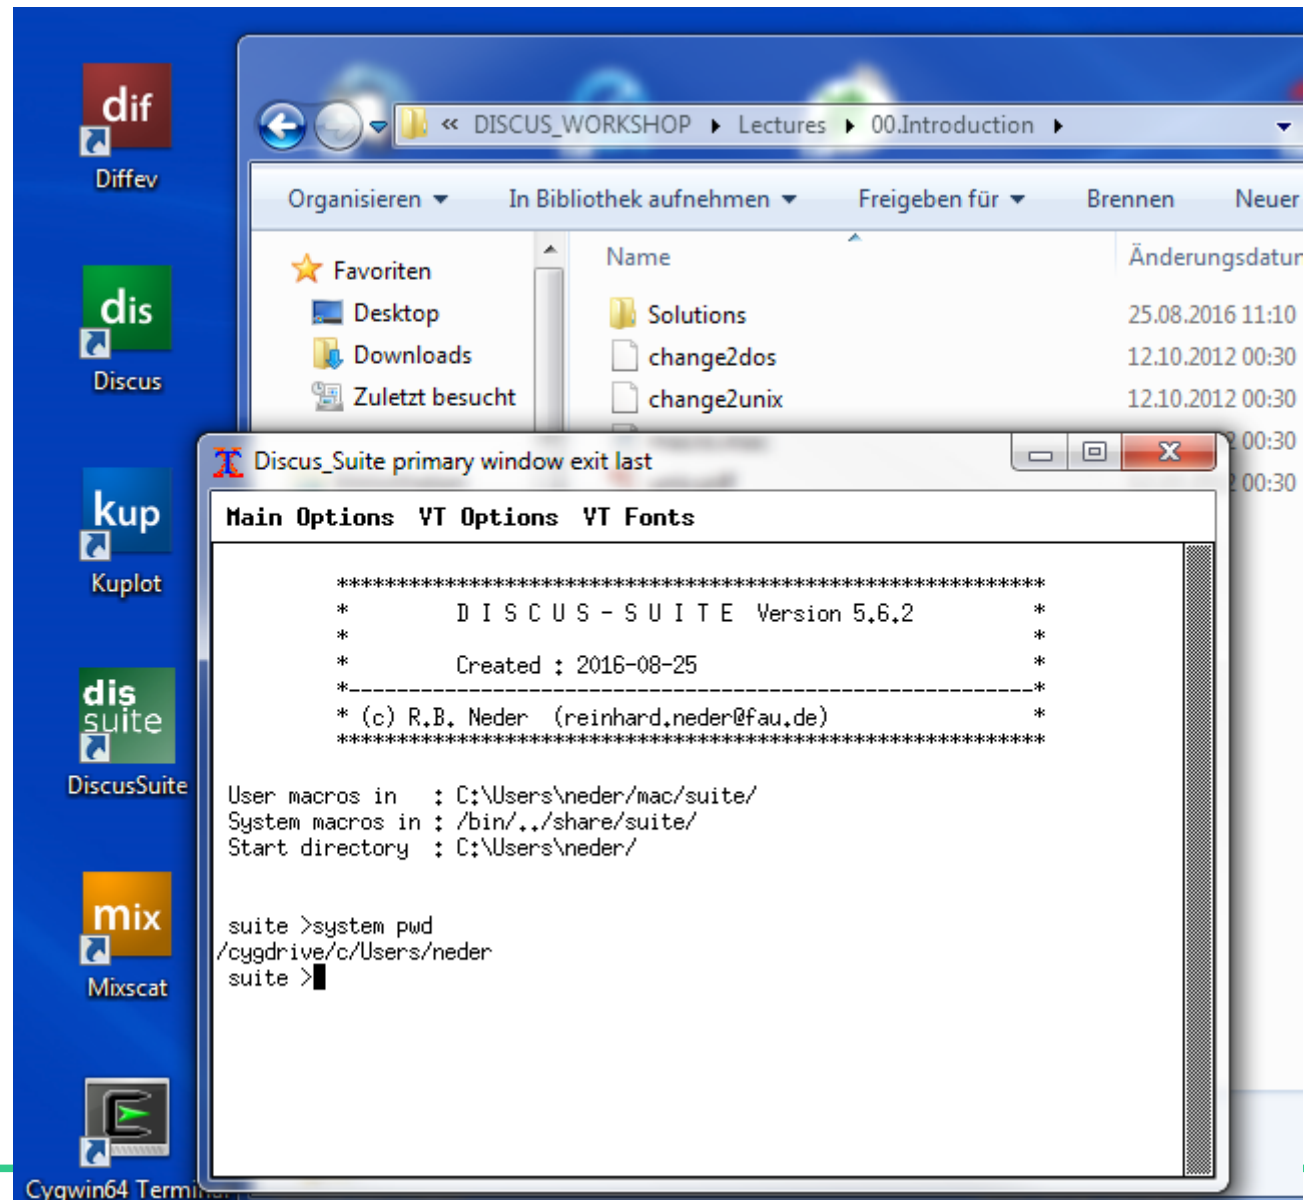 dif
Diffev
dis
Discus
kup
Kuplot
dis
suite
DiscusSuite
mix
Mixscat
Cygwin64 Terminal
« DISCUS_WORKSHOP ▸ Lectures ▸ 00.Introduction ▸
Organisieren In Bibliothek aufnehmen Freigeben für Brennen Neuer
Favoriten
Desktop
Downloads
Zuletzt besucht
Name Änderungsdatum
Solutions 25.08.2016 11:10
change2dos 12.10.2012 00:30
change2unix 12.10.2012 00:30
00:30
00:30
Discus_Suite primary window exit last
Main Options VT Options VT Fonts
***********************************************************
* D I S C U S - S U I T E Version 5.6.2 *
* *
* Created : 2016-08-25 *
*---------------------------------------------------------*
* (c) R.B. Neder (reinhard.neder@fau.de) *
***********************************************************
User macros in : C:\Users\neder/mac/suite/
System macros in : /bin/../share/suite/
Start directory : C:\Users\neder/
suite >system pwd
/cygdrive/c/Users/neder
suite >